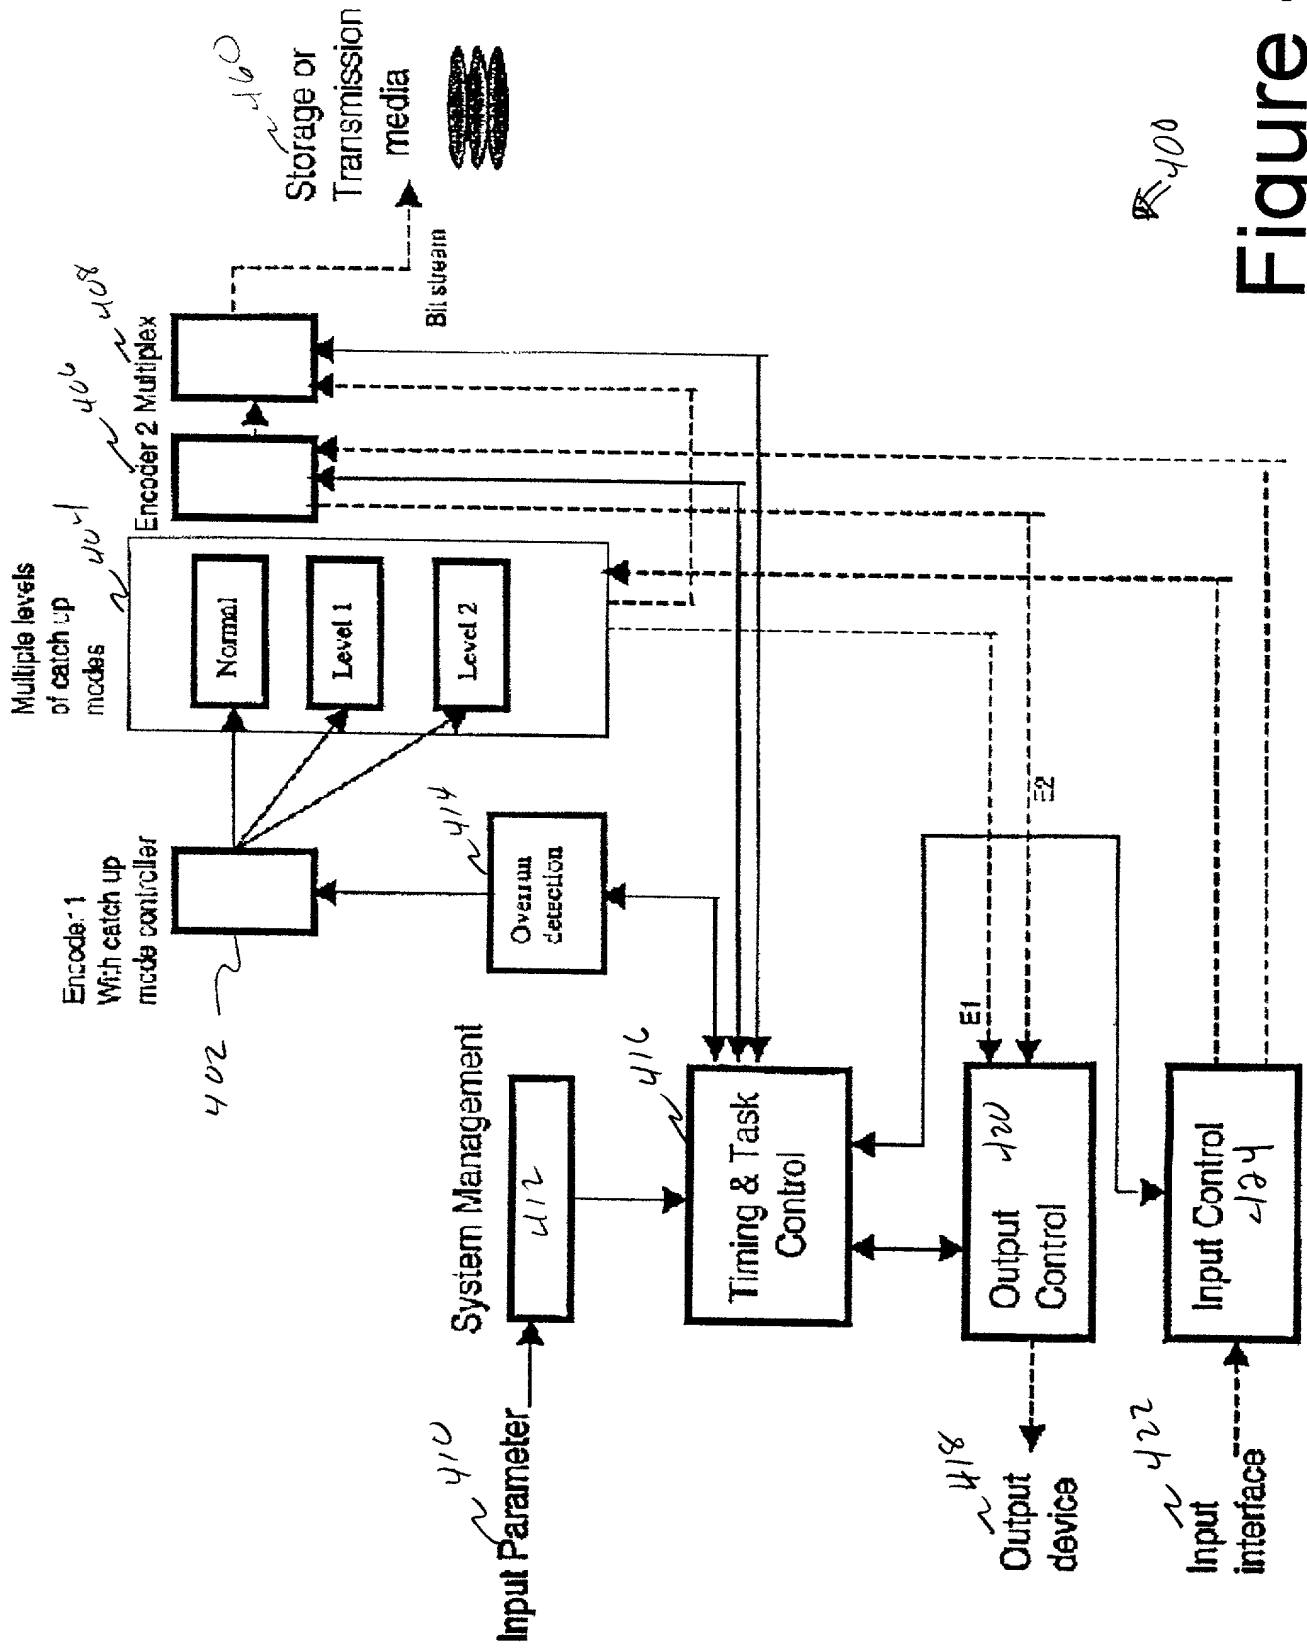 Encoder 1
With catch up
mode controller
402
Multiple levels
of catch up
modes
404
Normal
Level 1
Level 2
Encoder 2
406
Multiplex
408
460
Storage or
Transmission
media
Bit stream
Overrun
detection
414
System Management
412
410
Input Parameter
416
Timing & Task
Control
E1
E2
Output
Control
420
418
Output
device
Input Control
424
422
Input
interface
400
Figure